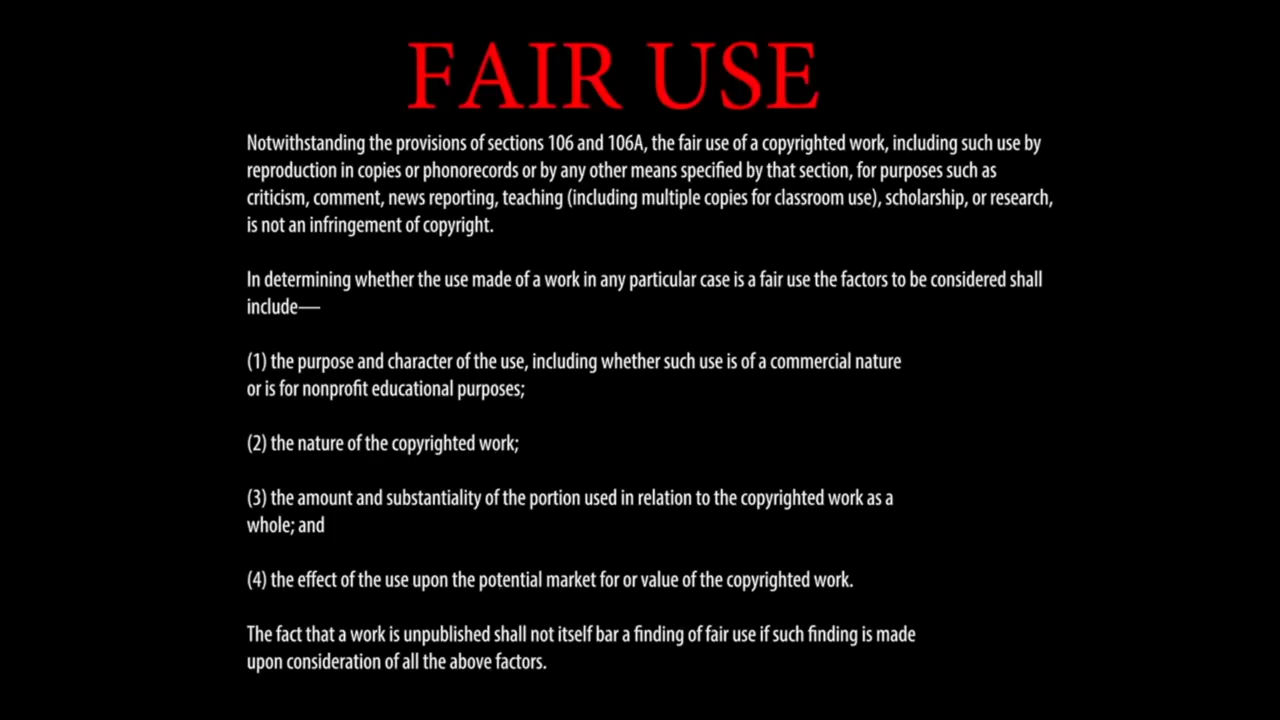 FAIR USE
Notwithstanding the provisions of sections 106 and 106A, the fair use of a copyrighted work, including such use by
reproduction in copies or phonorecords or by any other means specified by that section, for purposes such as
criticism, comment, news reporting, teaching (including multiple copies for classroom use), scholarship, or research,
is not an infringement of copyright.
In determining whether the use made of a work in any particular case is a fair use the factors to be considered shall
include—
(1) the purpose and character of the use, including whether such use is of a commercial nature
or is for nonprofit educational purposes;
(2) the nature of the copyrighted work;
(3) the amount and substantiality of the portion used in relation to the copyrighted work as a
whole; and
(4) the effect of the use upon the potential market for or value of the copyrighted work.
The fact that a work is unpublished shall not itself bar a finding of fair use if such finding is made
upon consideration of all the above factors.